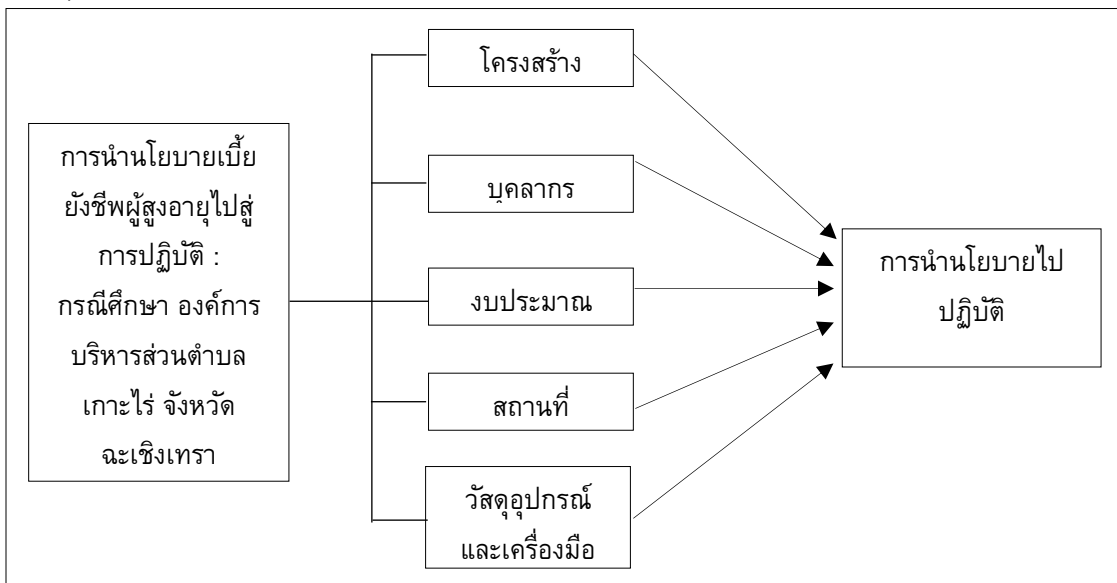 การนำนโยบายเบี้ย
ยังชีพผู้สูงอายุไปสู่
การปฏิบัติ :
กรณีศึกษา องค์การ
บริหารส่วนตำบล
เกาะไร่ จังหวัด
ฉะเชิงเทรา
โครงสร้าง
บุคลากร
งบประมาณ
สถานที่
วัสดุอุปกรณ์
และเครื่องมือ
การนำนโยบายไป
ปฏิบัติ